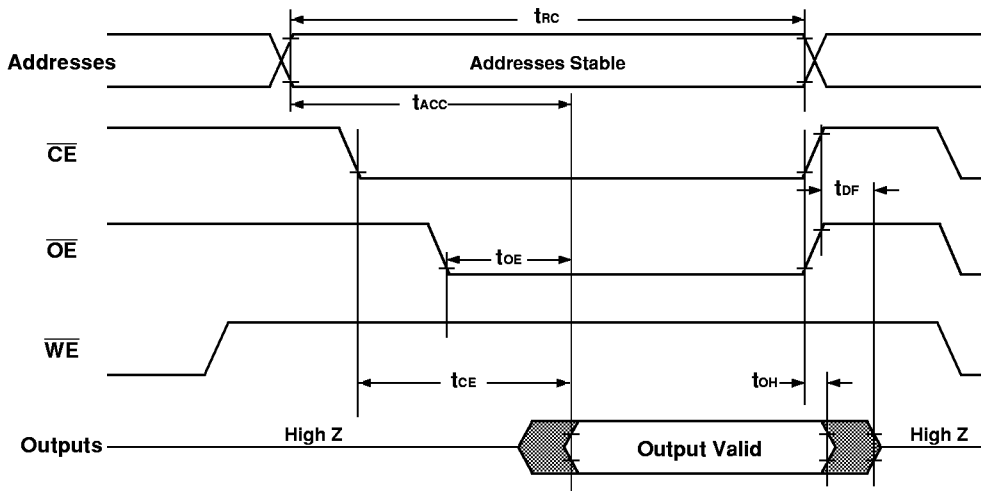 tRC
Addresses
Addresses Stable
tACC
CE
tDF
OE
tOE
WE
tCE
tOH
Outputs
High Z
Output Valid
High Z